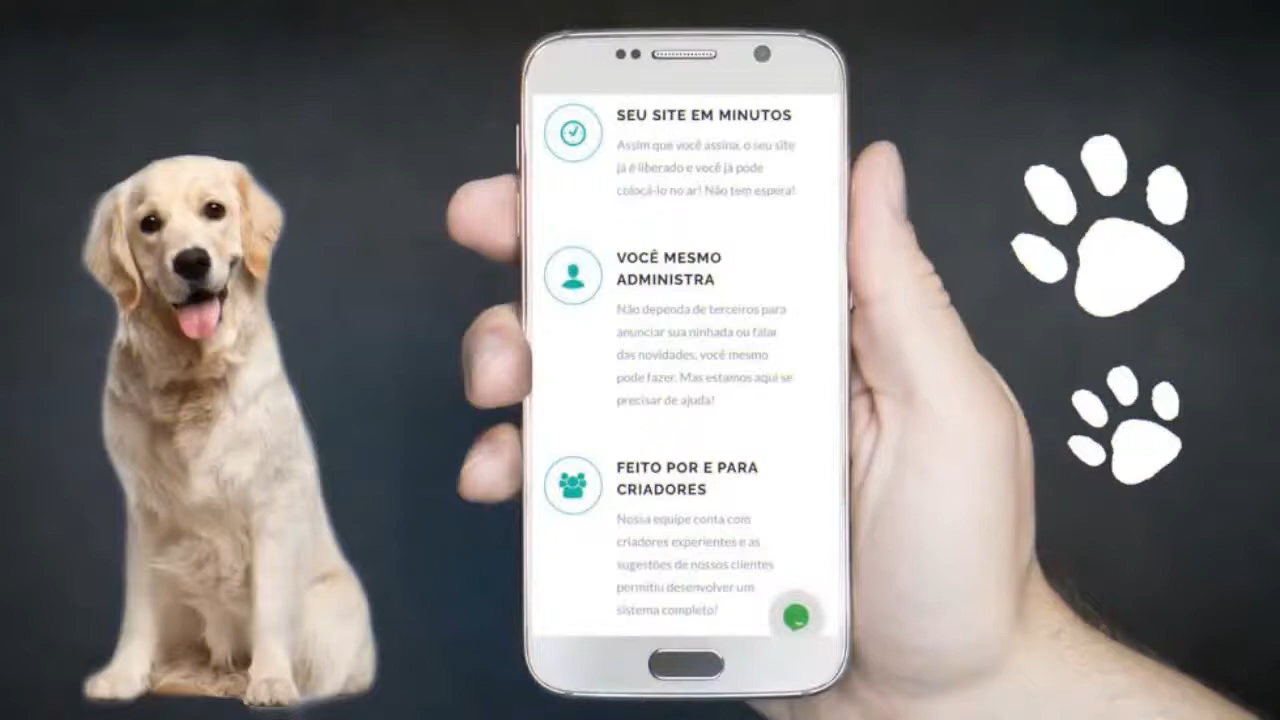 SEU SITE EM MINUTOS
Assim que você assina, o seu site
já é liberado e você já pode
colocá-lo no ar! Não tem espera!
VOCÊ MESMO
ADMINISTRA
Não dependa de terceiros para
anunciar sua ninhada ou falar
das novidades, você mesmo
pode fazer. Mas estamos aqui se
precisar de ajuda!
FEITO POR E PARA
CRIADORES
Nossa equipe conta com
criadores experientes e as
sugestões de nossos clientes
permitiu desenvolver um
sistema completo!